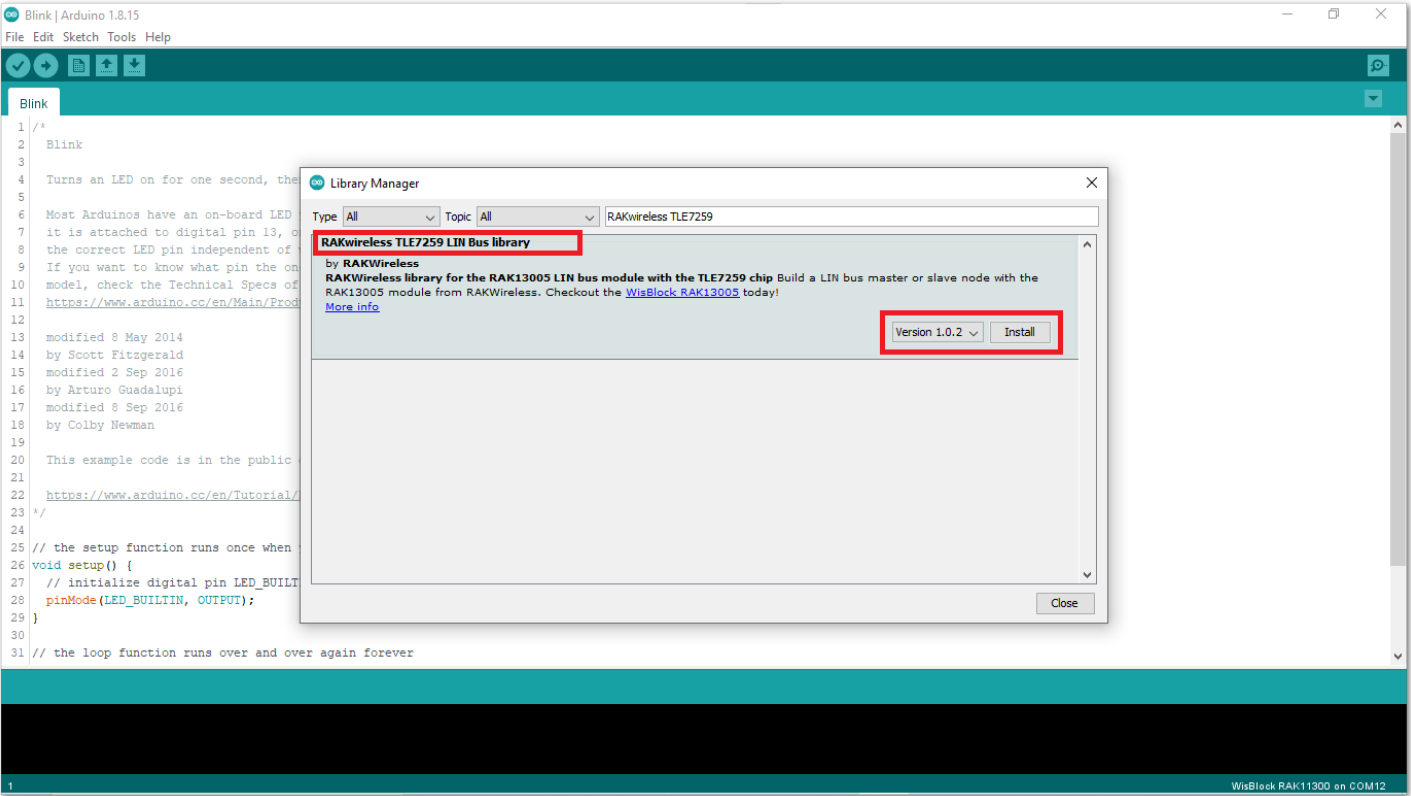 Blink | Arduino 1.8.15
File Edit Sketch Tools Help
Blink
1 /*
2 Blink
3
4 Turns an LED on for one second, the
5
6 Most Arduinos have an on-board LED
7 it is attached to digital pin 13, o
8 the correct LED pin independent of
9 If you want to know what pin the on
10 model, check the Technical Specs of
11 https://www.arduino.cc/en/Main/Prod
12
13 modified 8 May 2014
14 by Scott Fitzgerald
15 modified 2 Sep 2016
16 by Arturo Guadalupi
17 modified 8 Sep 2016
18 by Colby Newman
19
20 This example code is in the public
21
22 https://www.arduino.cc/en/Tutorial/
23 */
24
25 // the setup function runs once when
26 void setup() {
27 // initialize digital pin LED_BUILT
28 pinMode(LED_BUILTIN, OUTPUT);
29 }
30
31 // the loop function runs over and over again forever
Library Manager
Type All Topic All RAKwireless TLE7259
RAKwireless TLE7259 LIN Bus library
by RAKWireless
RAKWireless library for the RAK13005 LIN bus module with the TLE7259 chip Build a LIN bus master or slave node with the
RAK13005 module from RAKWireless. Checkout the WisBlock RAK13005 today!
More info
Version 1.0.2 Install
Close
1 WisBlock RAK11300 on COM12